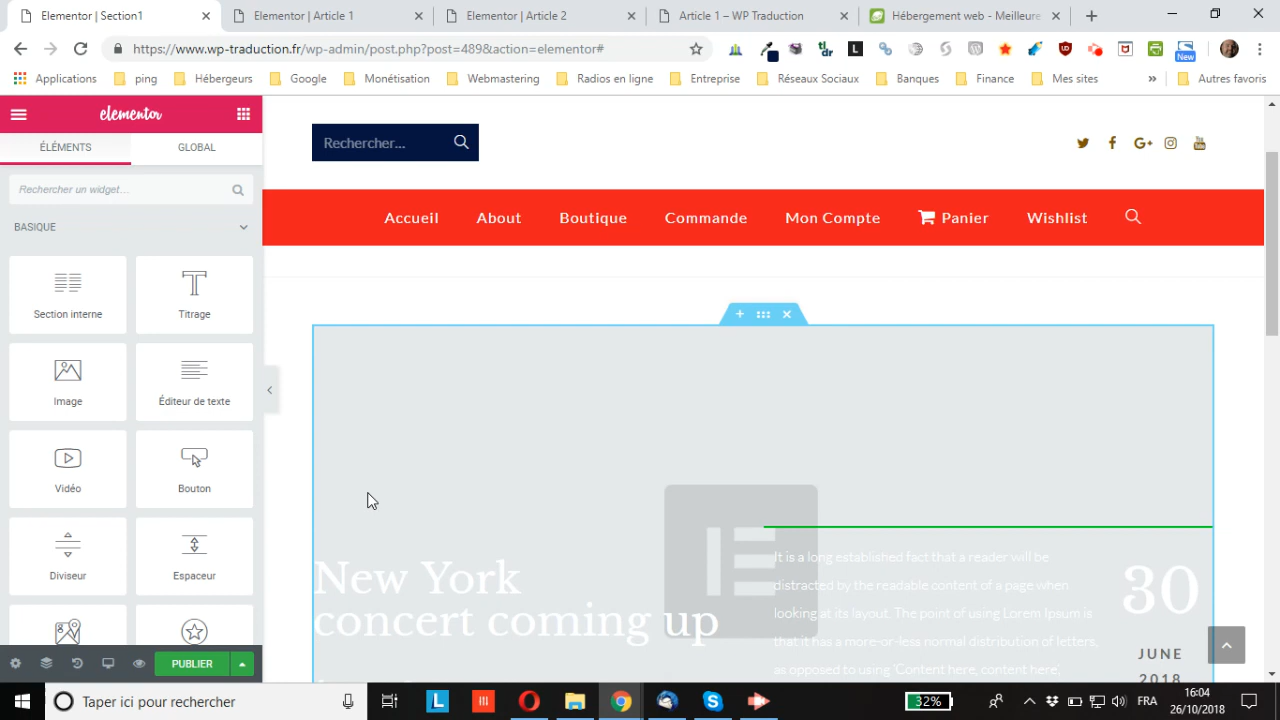 Elementor | Section1
Elementor | Article 1
Elementor | Article 2
Article 1 – WP Traduction
Hébergement web - Meilleure
https://www.wp-traduction.fr/wp-admin/post.php?post=489&action=elementor#
New
Applications
ping
Hébergeurs
Google
Monétisation
Webmastering
Radios en ligne
Entreprise
Réseaux Sociaux
Banques
Finance
Mes sites
Autres favoris
elementor
ÉLÉMENTS
GLOBAL
Rechercher un widget...
BASIQUE
Section interne
Titrage
Image
Éditeur de texte
Vidéo
Bouton
Diviseur
Espaceur
PUBLIER
Rechercher...
Accueil
About
Boutique
Commande
Mon Compte
Panier
Wishlist
New York
concert coming up
It is a long established fact that a reader will be
distracted by the readable content of a page when
looking at its layout. The point of using Lorem Ipsum is
that it has a more-or-less normal distribution of letters,
as opposed to using 'Content here, content here',
30
JUNE
2018
Taper ici pour rechercher
32%
FRA
16:04
26/10/2018